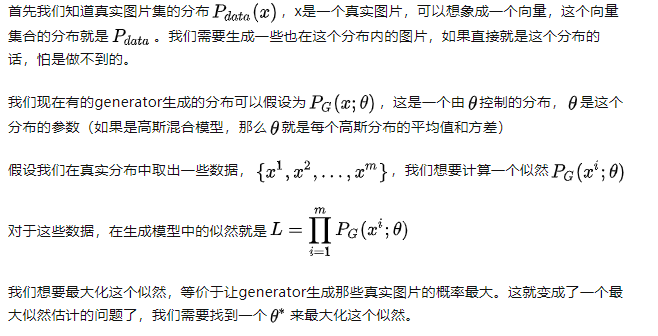 首先我们知道真实图片集的分布 $P_{data}(x)$，x是一个真实图片，可以想象成一个向量，这个向量
集合的分布就是 $P_{data}$ 。我们需要生成一些也在这个分布内的图片，如果直接就是这个分布的
话，怕是做不到的。
我们现在有的generator生成的分布可以假设为 $P_G(x;\theta)$ ，这是一个由 $\theta$ 控制的分布， $\theta$ 是这个
分布的参数（如果是高斯混合模型，那么 $\theta$ 就是每个高斯分布的平均值和方差）
假设我们在真实分布中取出一些数据， $\{x^1, x^2, \ldots, x^m\}$ ，我们想要计算一个似然 $P_G(x^i;\theta)$
对于这些数据，在生成模型中的似然就是 $L = \prod_{i=1}^{m} P_G(x^i;\theta)$
我们想要最大化这个似然，等价于让generator生成那些真实图片的概率最大。这就变成了一个最
大似然估计的问题了，我们需要找到一个 $\theta^*$ 来最大化这个似然。